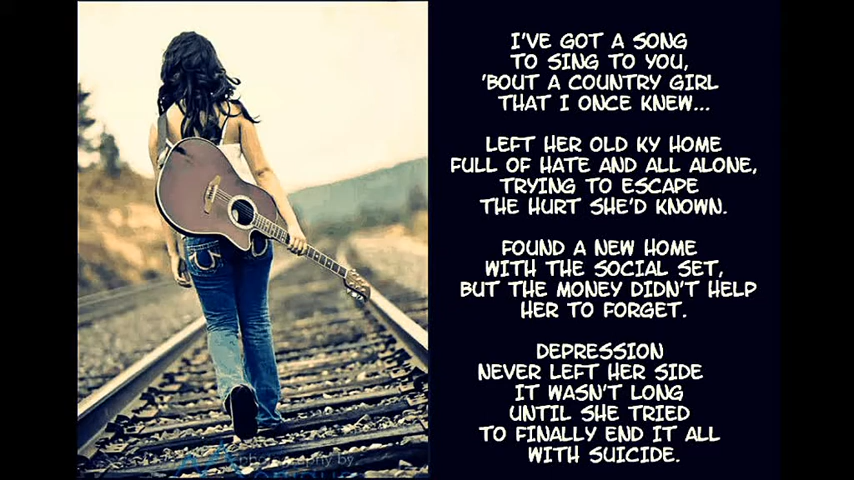 I'VE GOT A SONG
TO SING TO YOU,
'BOUT A COUNTRY GIRL
THAT I ONCE KNEW...
LEFT HER OLD KY HOME
FULL OF HATE AND ALL ALONE,
TRYING TO ESCAPE
THE HURT SHE'D KNOWN.
FOUND A NEW HOME
WITH THE SOCIAL SET,
BUT THE MONEY DIDN'T HELP
HER TO FORGET.
DEPRESSION
NEVER LEFT HER SIDE
IT WASN'T LONG
UNTIL SHE TRIED
TO FINALLY END IT ALL
WITH SUICIDE.
photography by